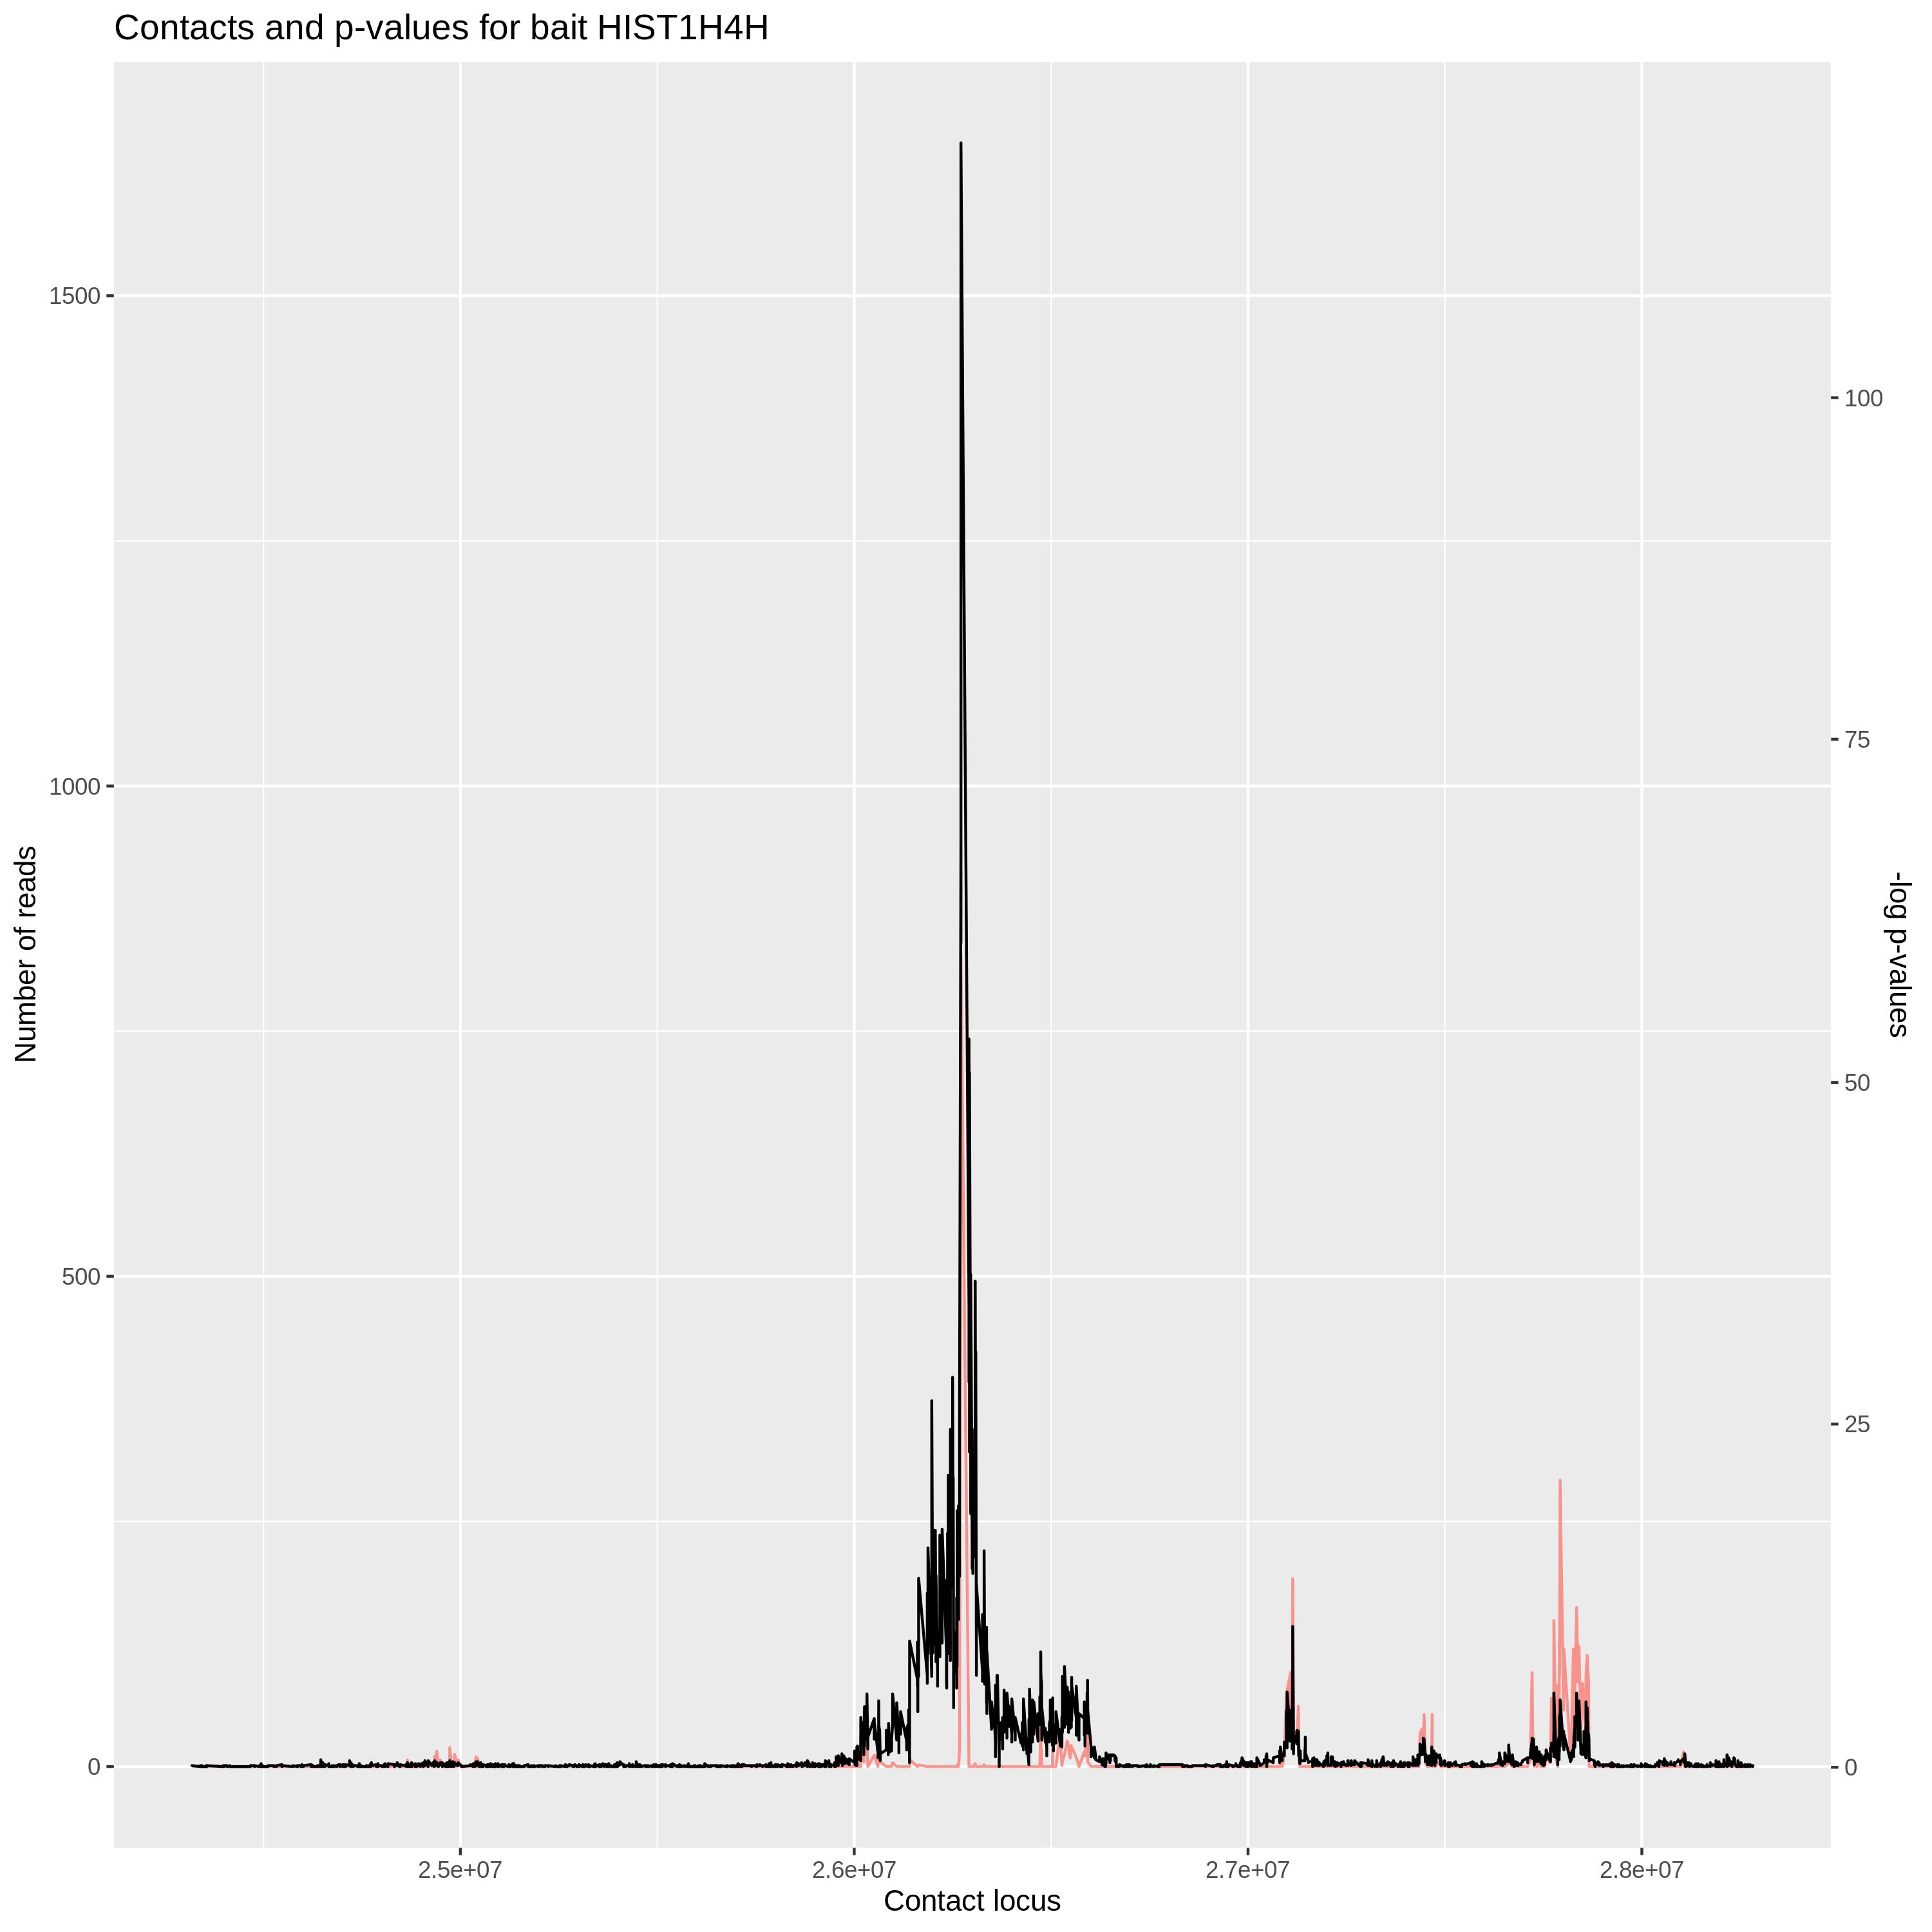 Contacts and p-values for bait HIST1H4H
1500
1000
500
0
Number of reads
100
75
50
25
0
-log p-values
2.5e+07
2.6e+07
2.7e+07
2.8e+07
Contact locus